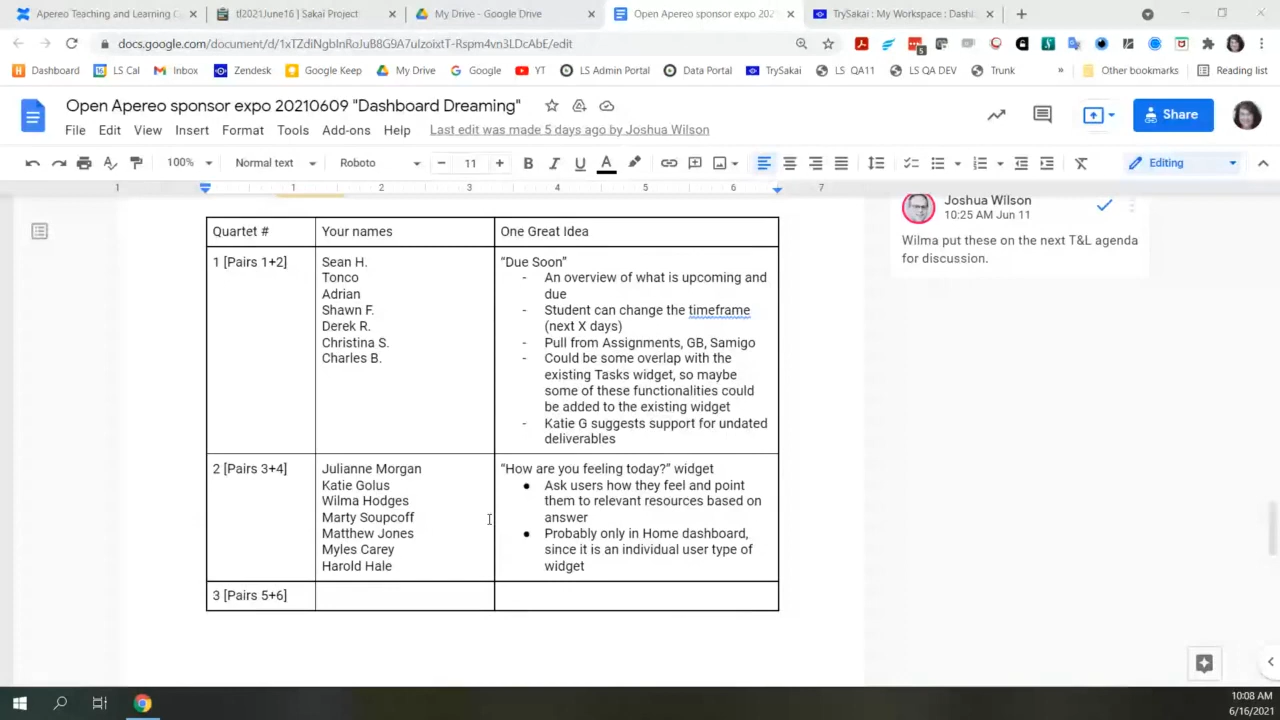 Apereo Teaching and Learning C
t[2021June16] Sakai Project
My Drive - Google Drive
Open Apereo sponsor expo 202
TrySakai : My Workspace : Dash
docs.google.com/document/d/1xTZdiNgblnRoJuB8G9A7ulzoixtT-Rspm4vn3LDcAbE/edit
5
Dashboard
LS Cal
Inbox
Zendesk
Google Keep
My Drive
Google
YT
LS Admin Portal
Data Portal
TrySakai
LS QA11
LS QA DEV
Trunk
»
Other bookmarks
Reading list
Open Apereo sponsor expo 20210609 "Dashboard Dreaming"
File Edit View Insert Format Tools Add-ons Help
Last edit was made 5 days ago by Joshua Wilson
Share
100%
Normal text
Roboto
11
B I U A
Editing
1 1 2 3 4 5 6 7
Quartet #
Your names
One Great Idea
1 [Pairs 1+2]
Sean H.
Tonco
Adrian
Shawn F.
Derek R.
Christina S.
Charles B.
“Due Soon”
- An overview of what is upcoming and
due
- Student can change the timeframe
(next X days)
- Pull from Assignments, GB, Samigo
- Could be some overlap with the
existing Tasks widget, so maybe
some of these functionalities could
be added to the existing widget
- Katie G suggests support for undated
deliverables
2 [Pairs 3+4]
Julianne Morgan
Katie Golus
Wilma Hodges
Marty Soupcoff
Matthew Jones
Myles Carey
Harold Hale
“How are you feeling today?” widget
● Ask users how they feel and point
them to relevant resources based on
answer
● Probably only in Home dashboard,
since it is an individual user type of
widget
3 [Pairs 5+6]
Joshua Wilson
10:25 AM Jun 11
Wilma put these on the next T&L agenda
for discussion.
10:08 AM
6/16/2021